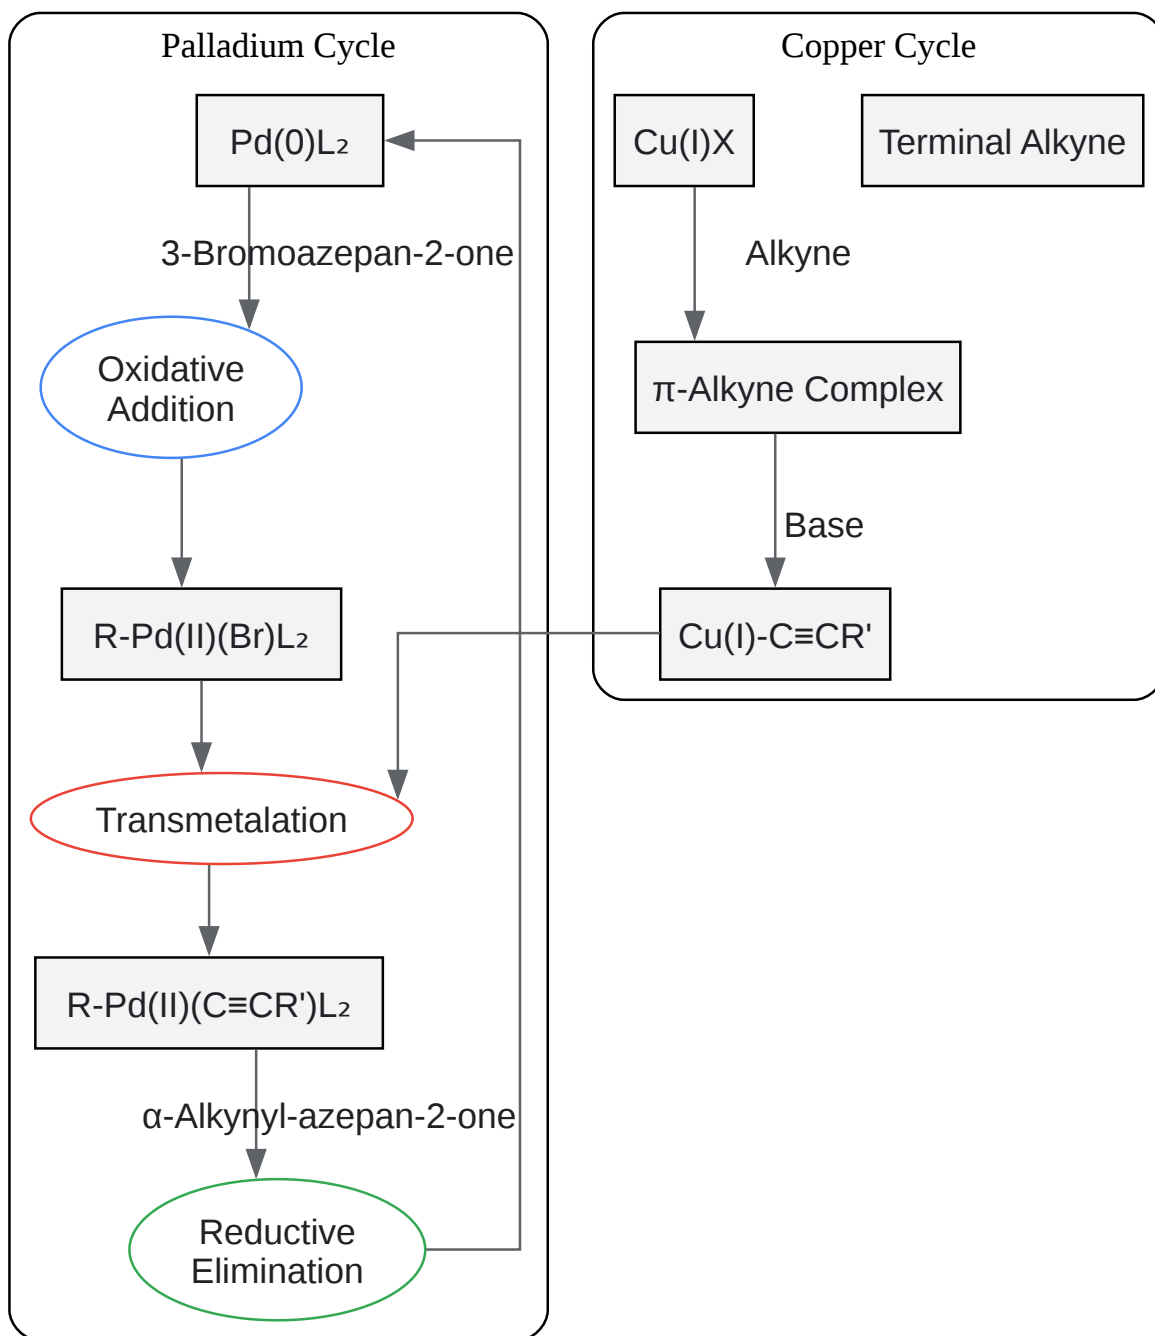 Palladium Cycle
Pd(0)L₂
3-Bromoazepan-2-one
Oxidative
Addition
R-Pd(II)(Br)L₂
Transmetalation
R-Pd(II)(C≡CR')L₂
α-Alkynyl-azepan-2-one
Reductive
Elimination
Copper Cycle
Cu(I)X
Terminal Alkyne
Alkyne
π-Alkyne Complex
Base
Cu(I)-C≡CR'